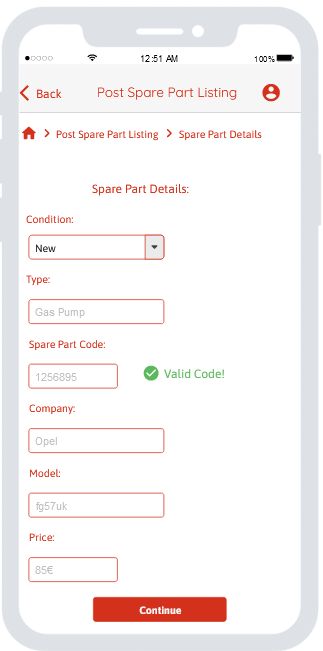 12:51 AM
100%
Back
Post Spare Part Listing
Post Spare Part Listing
Spare Part Details
Spare Part Details:
Condition:
New
Type:
Gas Pump
Spare Part Code:
1256895
Valid Code!
Company:
Opel
Model:
fg57uk
Price:
85€
Continue